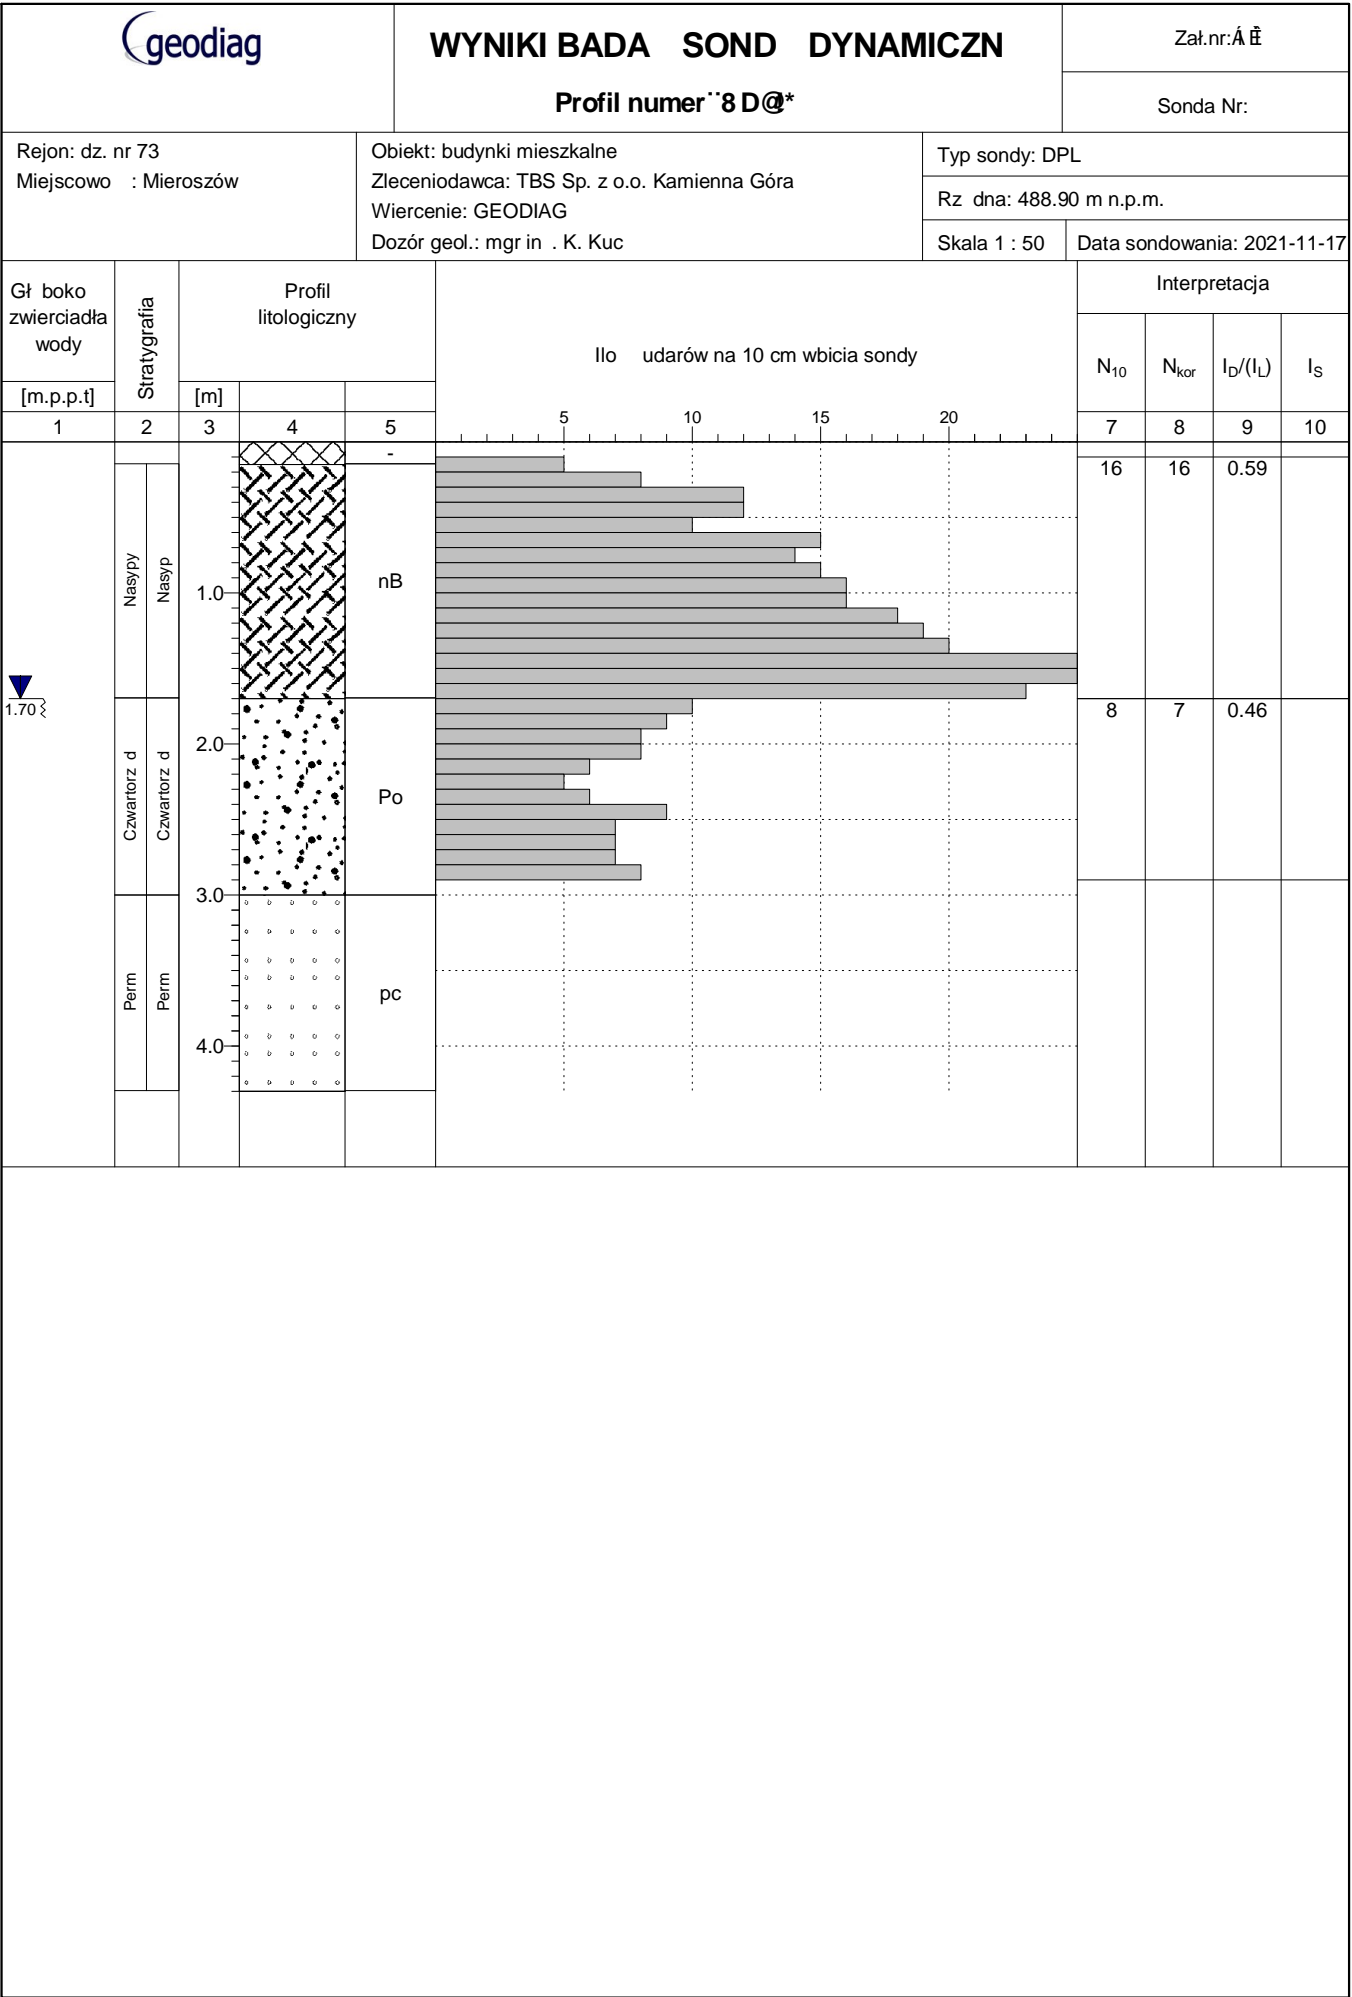 geodiag
WYNIKI BADA SOND DYNAMICZN
Profil numer¨8 D@*
Zał.nr:
Sonda Nr:
Rejon: dz. nr 73
Miejscowo : Mieroszów
Obiekt: budynki mieszkalne
Zleceniodawca: TBS Sp. z o.o. Kamienna Góra
Wiercenie: GEODIAG
Dozór geol.: mgr in . K. Kuc
Typ sondy: DPL
Rz dna: 488.90 m n.p.m.
Skala 1 : 50
Data sondowania: 2021-11-17
Gł boko
zwierciadła
wody
[m.p.p.t]
Stratygrafia
Profil
litologiczny
[m]
Ilo udarów na 10 cm wbicia sondy
Interpretacja
N10 Nkor ID/(IL) IS
5 10 15 20
1 2 3 4 5 7 8 9 10
-
16 16 0.59
Nasypy
Nasyp
1.0
nB
1.70
8 7 0.46
2.0
Czwartorz d
Czwartorz d
Po
3.0
Perm
Perm
pc
4.0